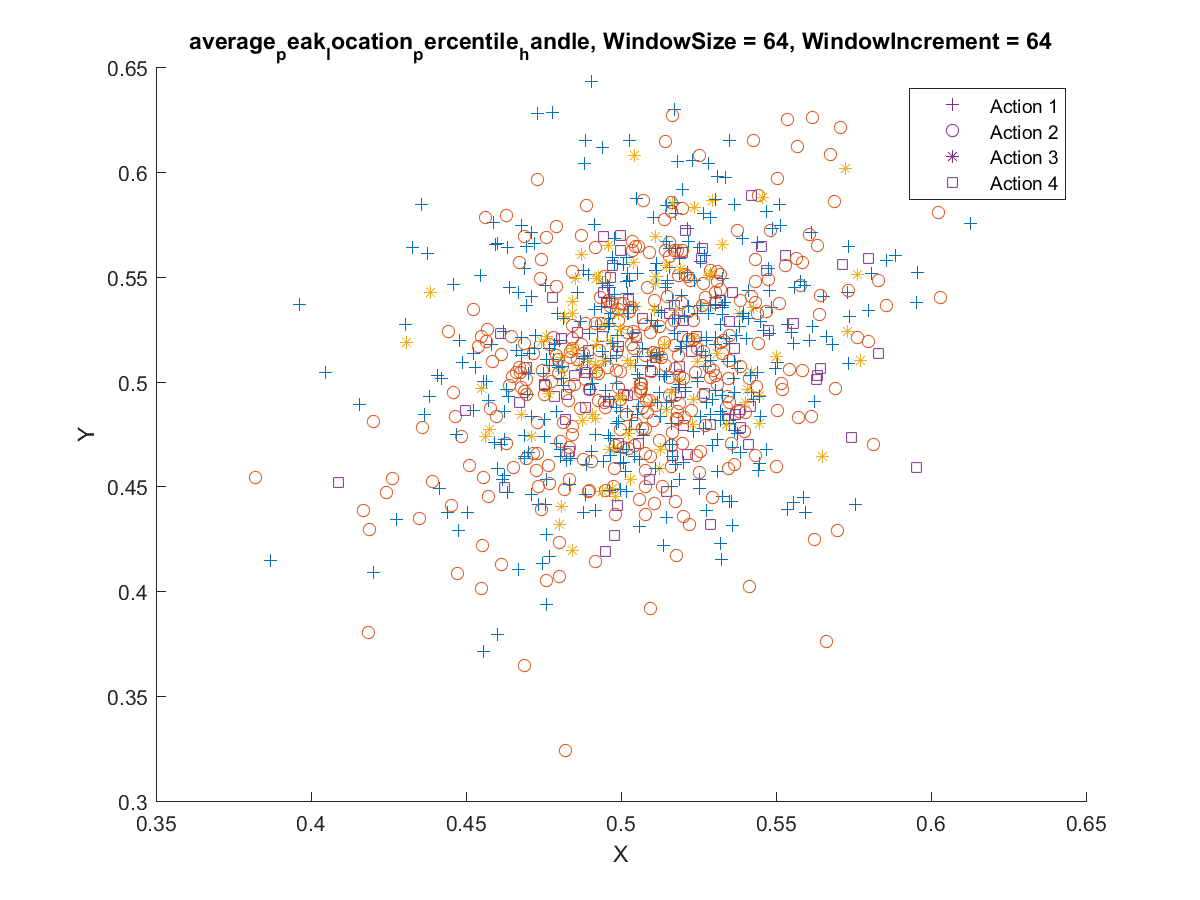 average_peak_location_percentile_handle, WindowSize = 64, WindowIncrement = 64
0.65
0.6
0.55
0.5
0.45
0.4
0.35
0.3
Y
0.35 0.4 0.45 0.5 0.55 0.6 0.65
X
Action 1
Action 2
Action 3
Action 4